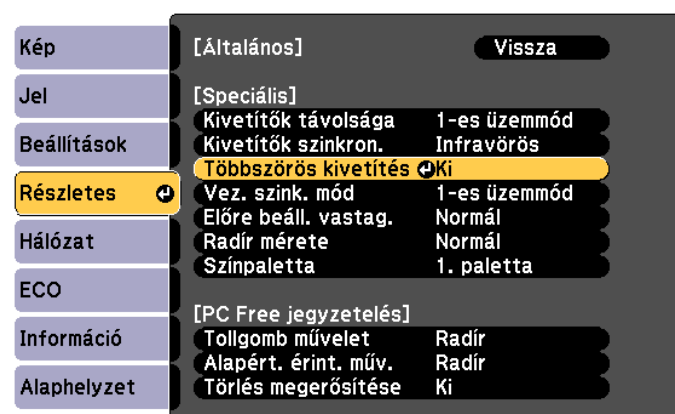 Kép
Jel
Beállítások
Részletes
Hálózat
ECO
Információ
Alaphelyzet
[Általános] Vissza
[Speciális]
Kivetítők távolsága 1-es üzemmód
Kivetítők szinkron. Infravörös
Többszörös kivetítés Ki
Vez. szink. mód 1-es üzemmód
Előre beáll. vastag. Normál
Radír mérete Normál
Színpaletta 1. paletta
[PC Free jegyzetelés]
Tollgomb művelet Radír
Alapért. érint. műv. Radír
Törlés megerősítése Ki